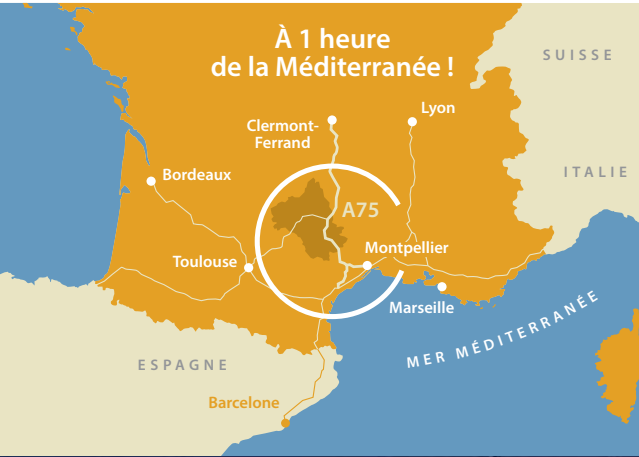 À 1 heure
de la Méditerranée !
SUISSE
Lyon
Clermont-
Ferrand
ITALIE
Bordeaux
A75
Montpellier
Toulouse
Marseille
MER MÉDITERRANÉE
ESPAGNE
Barcelone